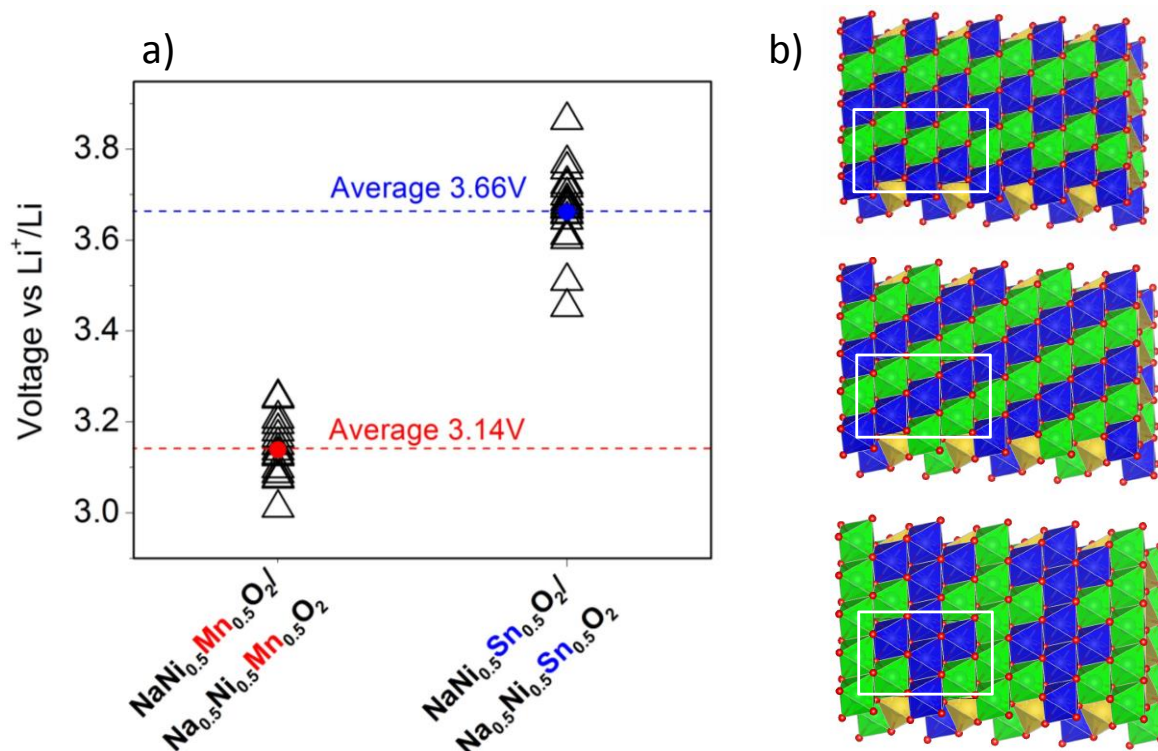 a)
b)
Voltage vs Li⁺/Li
3.8
3.6
3.4
3.2
3.0
Average 3.66V
Average 3.14V
NaNi₀.₅Mn₀.₅O₂/
Na₀.₅Ni₀.₅Mn₀.₅O₂
NaNi₀.₅Sn₀.₅O₂/
Na₀.₅Ni₀.₅Sn₀.₅O₂